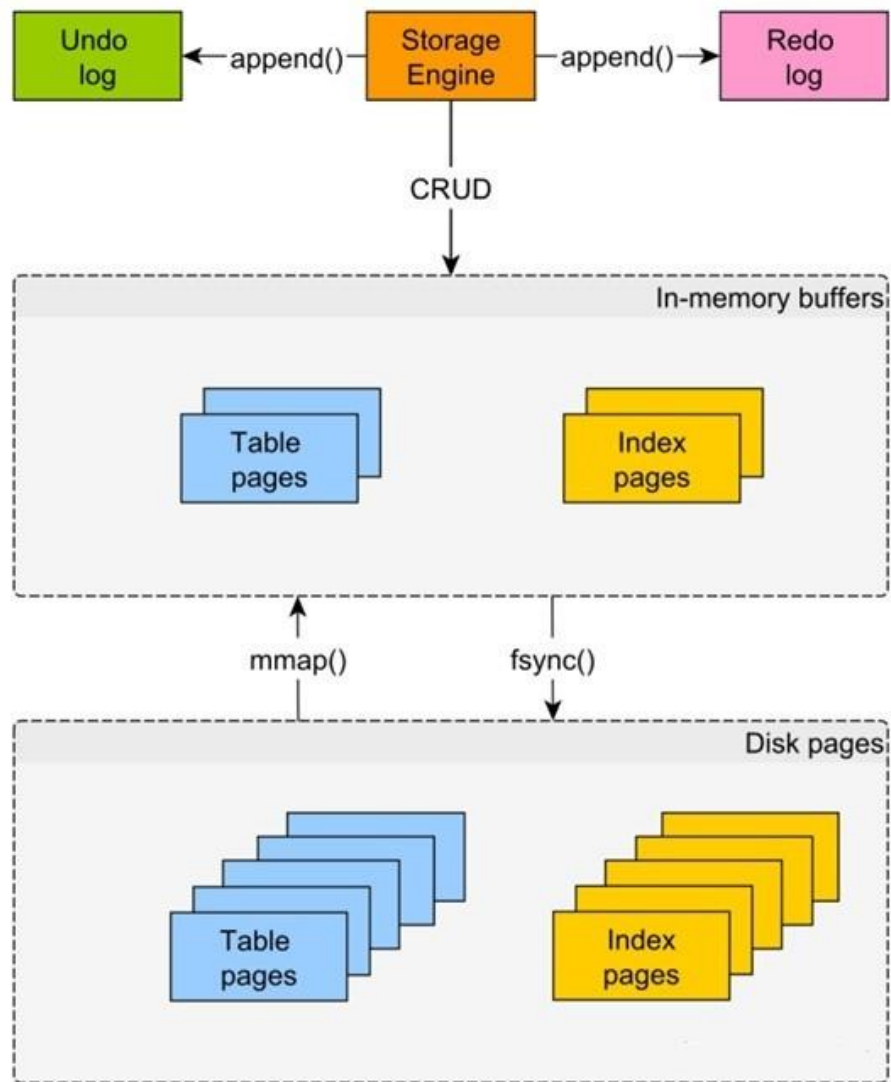 Undo
log
append()
Storage
Engine
append()
Redo
log
CRUD
In-memory buffers
Table
pages
Index
pages
mmap()
fsync()
Disk pages
Table
pages
Index
pages